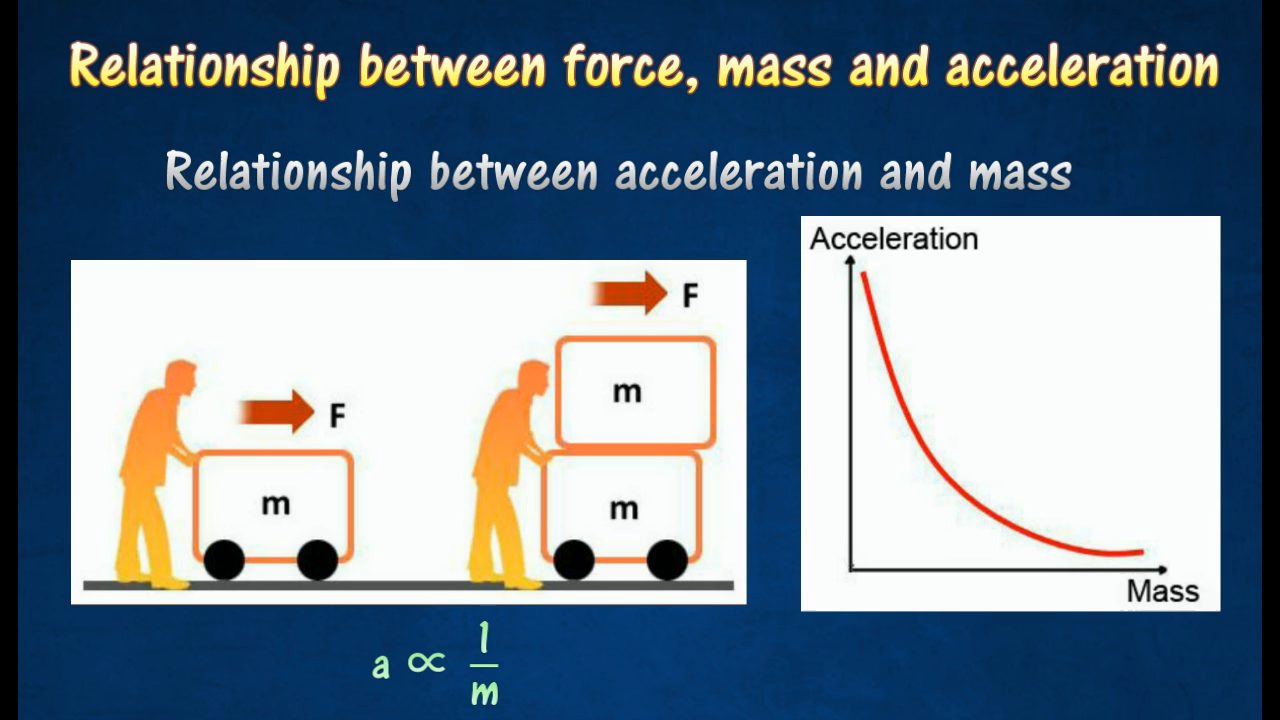 Relationship between force, mass and acceleration
Relationship between acceleration and mass
F
m
F
m
m
Acceleration
Mass
a ∝ 1/m